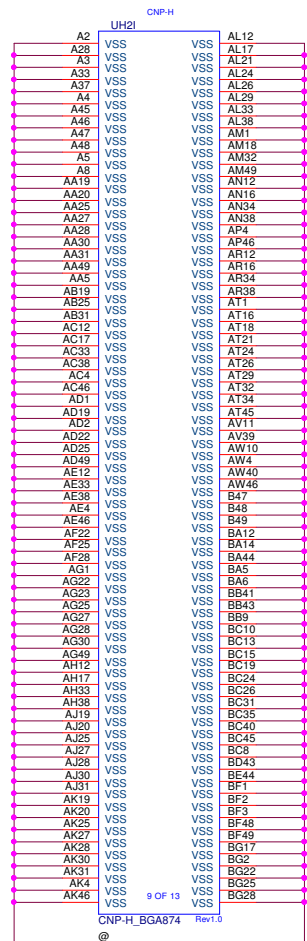 CNP-H
UH2I
A2 VSS VSS AL12
A28 VSS VSS AL17
A3 VSS VSS AL21
A33 VSS VSS AL24
A37 VSS VSS AL26
A4 VSS VSS AL29
A45 VSS VSS AL33
A46 VSS VSS AL38
A47 VSS VSS AM1
A48 VSS VSS AM18
A5 VSS VSS AM32
A8 VSS VSS AM49
AA19 VSS VSS AN12
AA20 VSS VSS AN16
AA25 VSS VSS AN34
AA27 VSS VSS AN38
AA28 VSS VSS AP4
AA30 VSS VSS AP46
AA31 VSS VSS AR12
AA49 VSS VSS AR16
AA5 VSS VSS AR34
AB19 VSS VSS AR38
AB25 VSS VSS AT1
AB31 VSS VSS AT16
AC12 VSS VSS AT18
AC17 VSS VSS AT21
AC33 VSS VSS AT24
AC38 VSS VSS AT26
AC4 VSS VSS AT29
AC46 VSS VSS AT32
AD1 VSS VSS AT34
AD19 VSS VSS AT45
AD2 VSS VSS AV11
AD22 VSS VSS AV39
AD25 VSS VSS AW10
AD49 VSS VSS AW4
AE12 VSS VSS AW40
AE33 VSS VSS AW46
AE38 VSS VSS B47
AE4 VSS VSS B48
AE46 VSS VSS B49
AF22 VSS VSS BA12
AF25 VSS VSS BA14
AF28 VSS VSS BA44
AG1 VSS VSS BA5
AG22 VSS VSS BA6
AG23 VSS VSS BB41
AG25 VSS VSS BB43
AG27 VSS VSS BB9
AG28 VSS VSS BC10
AG30 VSS VSS BC13
AG49 VSS VSS BC15
AH12 VSS VSS BC19
AH17 VSS VSS BC24
AH33 VSS VSS BC26
AH38 VSS VSS BC31
AJ19 VSS VSS BC35
AJ20 VSS VSS BC40
AJ25 VSS VSS BC45
AJ27 VSS VSS BC8
AJ28 VSS VSS BD43
AJ30 VSS VSS BE44
AJ31 VSS VSS BF1
AK19 VSS VSS BF2
AK20 VSS VSS BF3
AK25 VSS VSS BF48
AK27 VSS VSS BF49
AK28 VSS VSS BG17
AK30 VSS VSS BG2
AK31 VSS VSS BG22
AK4 VSS VSS BG25
AK46 VSS 9 OF 13 VSS BG28
CNP-H_BGA874 Rev1.0
@